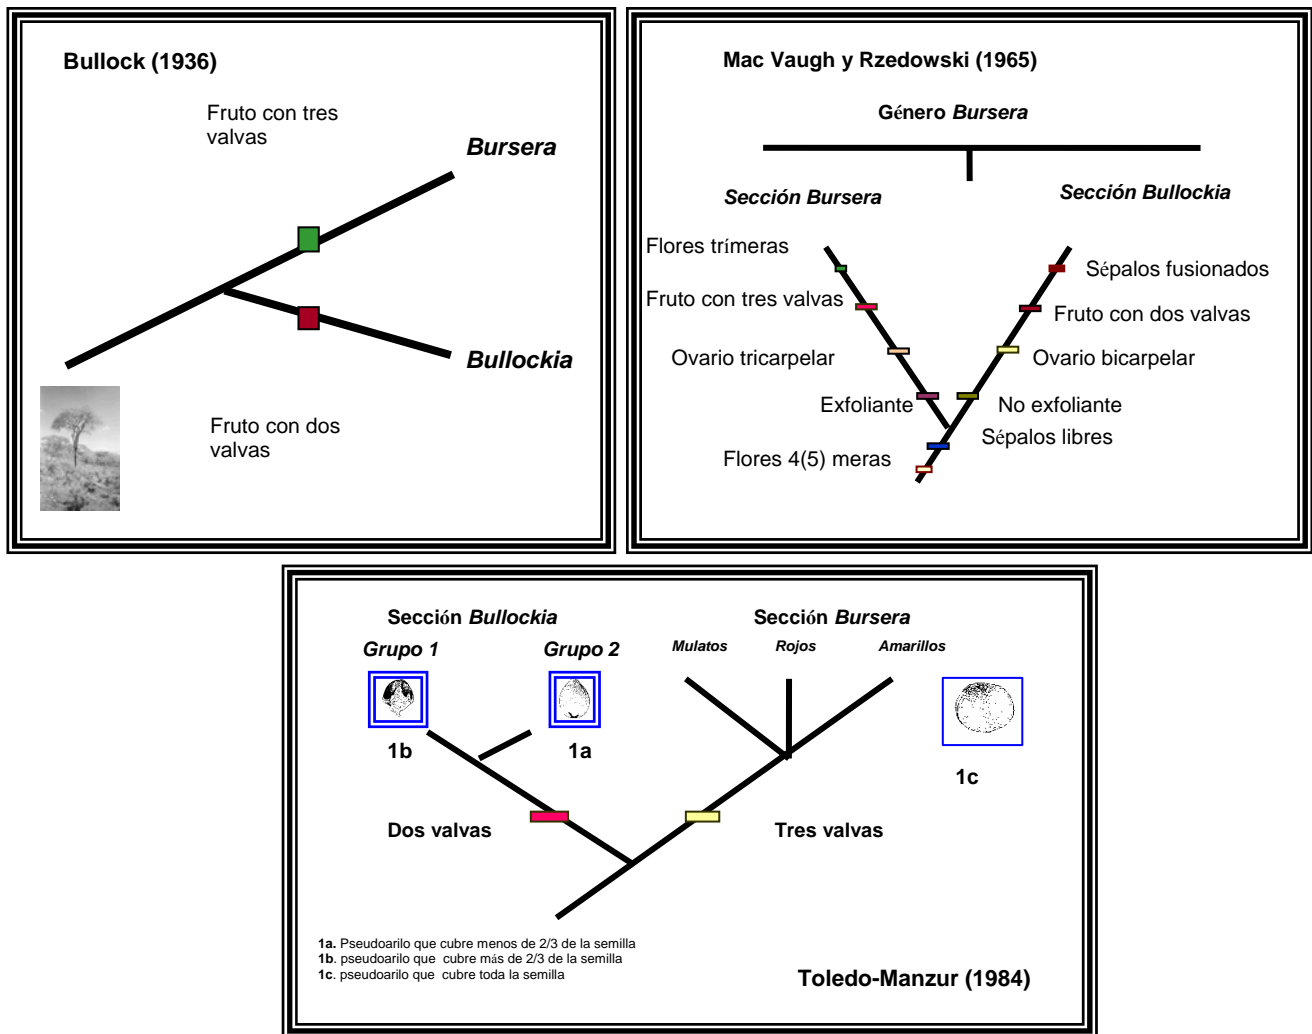 Bullock (1936)
Fruto con tres
valvas
Bursera
Bullockia
Fruto con dos
valvas
Mac Vaugh y Rzedowski (1965)
Género Bursera
Sección Bursera
Sección Bullockia
Flores trímeras
Sépalos fusionados
Fruto con tres valvas
Fruto con dos valvas
Ovario tricarpelar
Ovario bicarpelar
Exfoliante
No exfoliante
Sépalos libres
Flores 4(5) meras
Sección Bullockia
Sección Bursera
Grupo 1
Grupo 2
Mulatos
Rojos
Amarillos
1b
1a
1c
Dos valvas
Tres valvas
1a. Pseudoarilo que cubre menos de 2/3 de la semilla
1b. pseudoarilo que cubre más de 2/3 de la semilla
1c. pseudoarilo que cubre toda la semilla
Toledo-Manzur (1984)